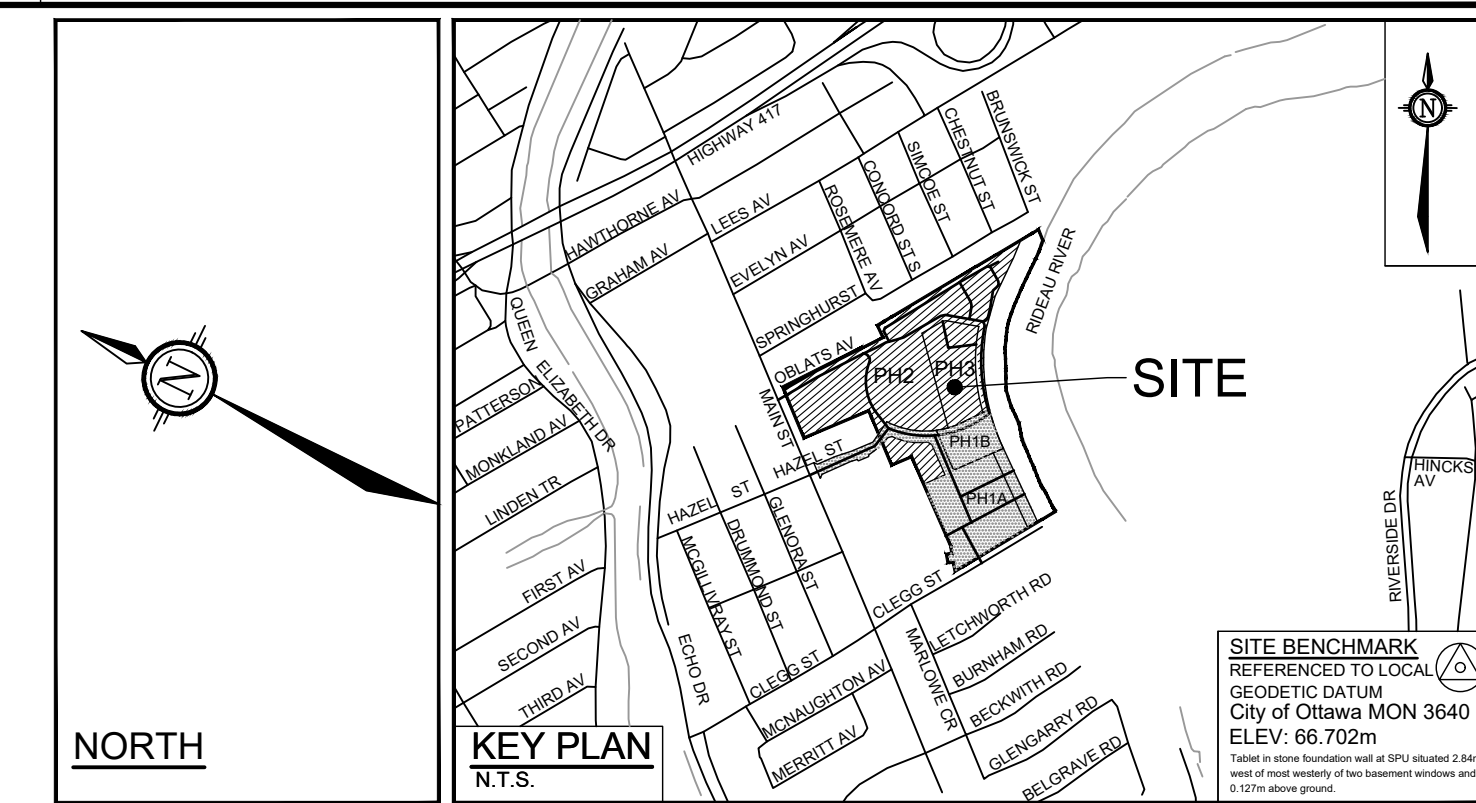 N
NORTH
HIGHWAY 417
HAWTHORNE AV
GRAHAM AV
LEES AV
EVELYN AV
SPRINGHURST
OBLATS AV
ROSEMERE AV
CONCORD ST S
SIMCOE ST
CHESTNUT ST
BRUNSWICK ST
RIDEAU RIVER
QUEEN ELIZABETH DR
PATTERSON
MONKLAND AV
LINDEN TR
FIRST AV
SECOND AV
THIRD AV
MAIN ST
HAZEL ST
HAZEL ST
GLENORA ST
DRUMMOND ST
MCGILLIVRAY ST
ECHO DR
CLEGG ST
CLEGG ST
MCNAUGHTON AV
MERRITT AV
MARLOWE CR
LETCHWORTH RD
BURNHAM RD
BECKWITH RD
GLENGARRY RD
BELGRAVE RD
PH2
PH3
PH1B
PH1A
SITE
N
HINCKS
AV
RIVERSIDE DR
KEY PLAN
N.T.S.
SITE BENCHMARK
REFERENCED TO LOCAL
GEODETIC DATUM
City of Ottawa MON 3640
ELEV: 66.702m
Tablet in stone foundation wall at SPU situated 2.84m
west of most westerly of two basement windows and
0.127m above ground.